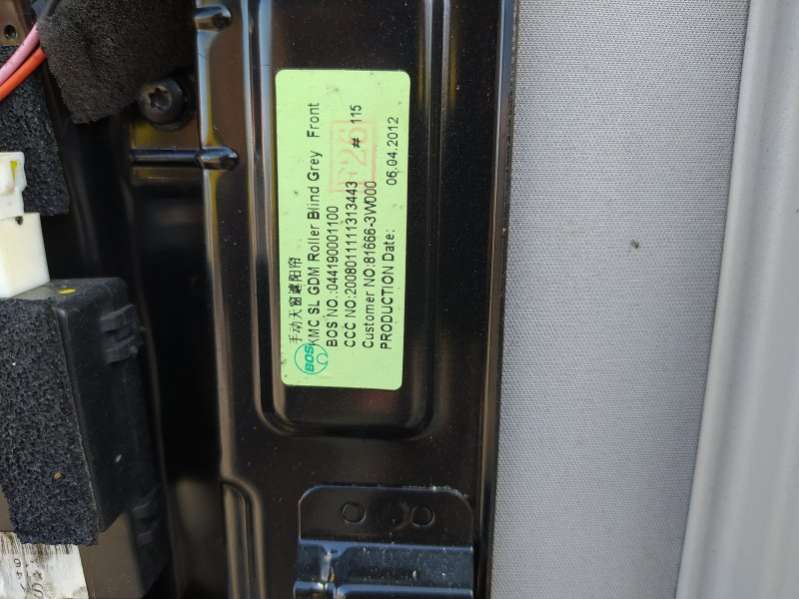 手动天窗遮阳帘
BOS
KMC SL GDM Roller Blind Grey Front
BOS NO.:044190001100
CCC NO:2008011111313443 # 115
Customer NO:81666-3W000
PRODUCTION Date: 06.04.2012